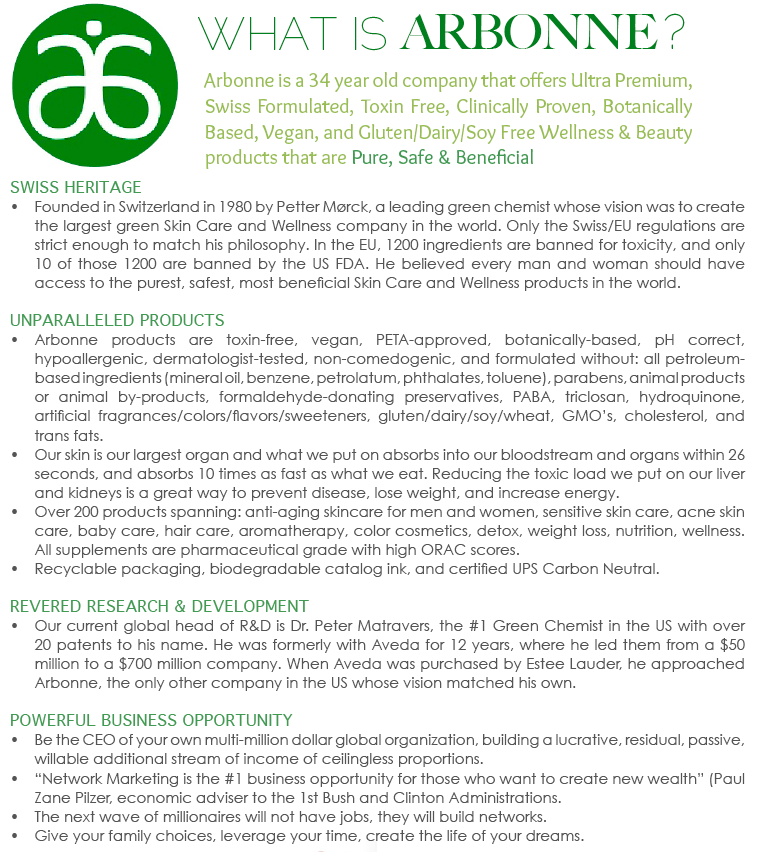 WHAT IS ARBONNE?
Arbonne is a 34 year old company that offers Ultra Premium,
Swiss Formulated, Toxin Free, Clinically Proven, Botanically
Based, Vegan, and Gluten/Dairy/Soy Free Wellness & Beauty
products that are Pure, Safe & Beneficial
SWISS HERITAGE
• Founded in Switzerland in 1980 by Petter Mørck, a leading green chemist whose vision was to create
the largest green Skin Care and Wellness company in the world. Only the Swiss/EU regulations are
strict enough to match his philosophy. In the EU, 1200 ingredients are banned for toxicity, and only
10 of those 1200 are banned by the US FDA. He believed every man and woman should have
access to the purest, safest, most beneficial Skin Care and Wellness products in the world.
UNPARALLELED PRODUCTS
• Arbonne products are toxin-free, vegan, PETA-approved, botanically-based, pH correct,
hypoallergenic, dermatologist-tested, non-comedogenic, and formulated without: all petroleum-
based ingredients (mineral oil, benzene, petrolatum, phthalates, toluene), parabens, animal products
or animal by-products, formaldehyde-donating preservatives, PABA, triclosan, hydroquinone,
artificial fragrances/colors/flavors/sweeteners, gluten/dairy/soy/wheat, GMO's, cholesterol, and
trans fats.
• Our skin is our largest organ and what we put on absorbs into our bloodstream and organs within 26
seconds, and absorbs 10 times as fast as what we eat. Reducing the toxic load we put on our liver
and kidneys is a great way to prevent disease, lose weight, and increase energy.
• Over 200 products spanning: anti-aging skincare for men and women, sensitive skin care, acne skin
care, baby care, hair care, aromatherapy, color cosmetics, detox, weight loss, nutrition, wellness.
All supplements are pharmaceutical grade with high ORAC scores.
• Recyclable packaging, biodegradable catalog ink, and certified UPS Carbon Neutral.
REVERED RESEARCH & DEVELOPMENT
• Our current global head of R&D is Dr. Peter Matravers, the #1 Green Chemist in the US with over
20 patents to his name. He was formerly with Aveda for 12 years, where he led them from a $50
million to a $700 million company. When Aveda was purchased by Estee Lauder, he approached
Arbonne, the only other company in the US whose vision matched his own.
POWERFUL BUSINESS OPPORTUNITY
• Be the CEO of your own multi-million dollar global organization, building a lucrative, residual, passive,
willable additional stream of income of ceilingless proportions.
• "Network Marketing is the #1 business opportunity for those who want to create new wealth" (Paul
Zane Pilzer, economic adviser to the 1st Bush and Clinton Administrations.
• The next wave of millionaires will not have jobs, they will build networks.
• Give your family choices, leverage your time, create the life of your dreams.